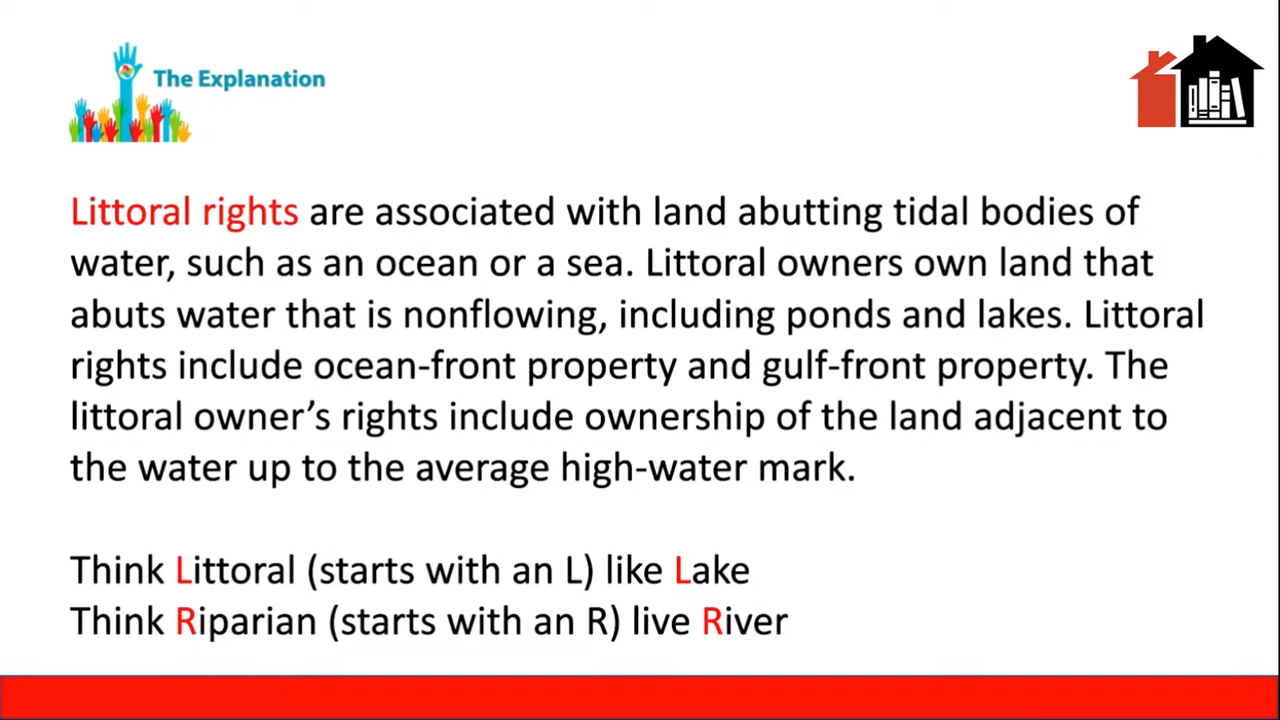 The Explanation
Littoral rights are associated with land abutting tidal bodies of
water, such as an ocean or a sea. Littoral owners own land that
abuts water that is nonflowing, including ponds and lakes. Littoral
rights include ocean-front property and gulf-front property. The
littoral owner’s rights include ownership of the land adjacent to
the water up to the average high-water mark.
Think Littoral (starts with an L) like Lake
Think Riparian (starts with an R) live River